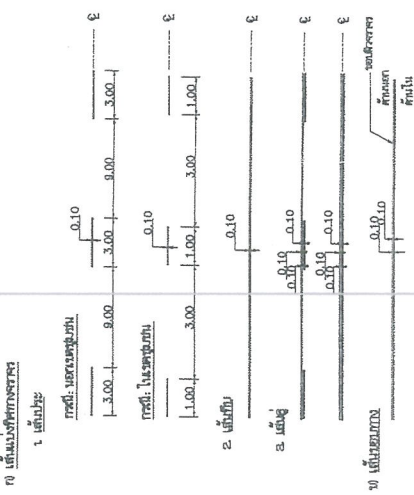 ก) เส้นแบ่งทิศทางจราจร
1. เส้นประ
กรณี: นอกเขตชุมชน
0.10
3.00 9.00 3.00 9.00 3.00
กรณี: ในเขตชุมชน
0.10
1.00 3.00 1.00 3.00 1.00
2. เส้นทึบ
0.10
3. เส้นคู่
0.10
0.10
0.10
0.10
0.10
0.10
ข) เส้นขอบทาง
0.10
0.10
ขอบผิวจราจร
ด้านนอก
ด้านใน